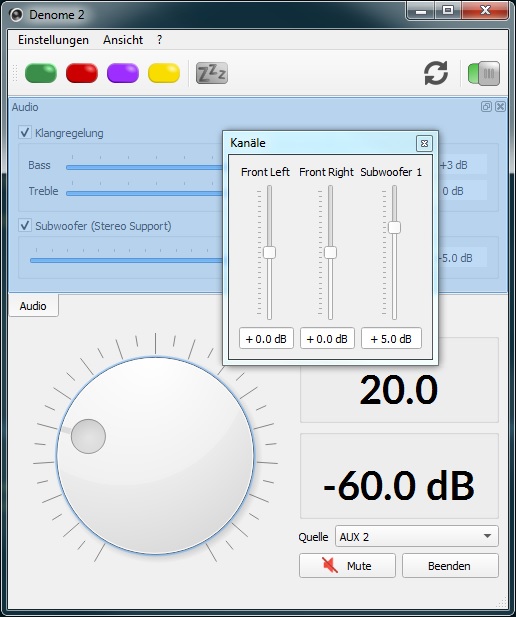 Denome 2
Einstellungen Ansicht ?
Zzz
Audio
Klangregelung
Bass +3 dB
Treble 0 dB
Subwoofer (Stereo Support)
-5.0 dB
Kanäle
Front Left Front Right Subwoofer 1
+ 0.0 dB + 0.0 dB + 5.0 dB
Audio
20.0
-60.0 dB
Quelle AUX 2
Mute Beenden